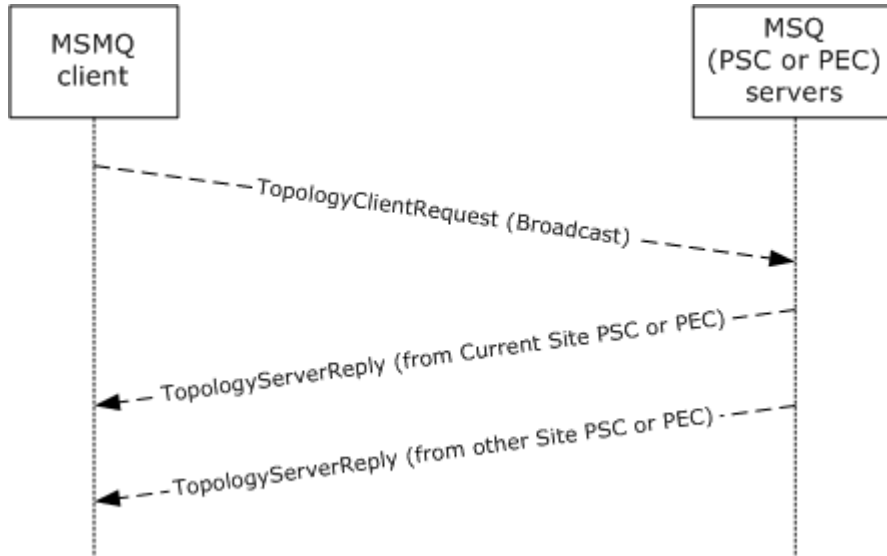 MSMQ
client
MSQ
(PSC or PEC)
servers
TopologyClientRequest (Broadcast)
TopologyServerReply (from Current Site PSC or PEC)
TopologyServerReply (from other Site PSC or PEC)